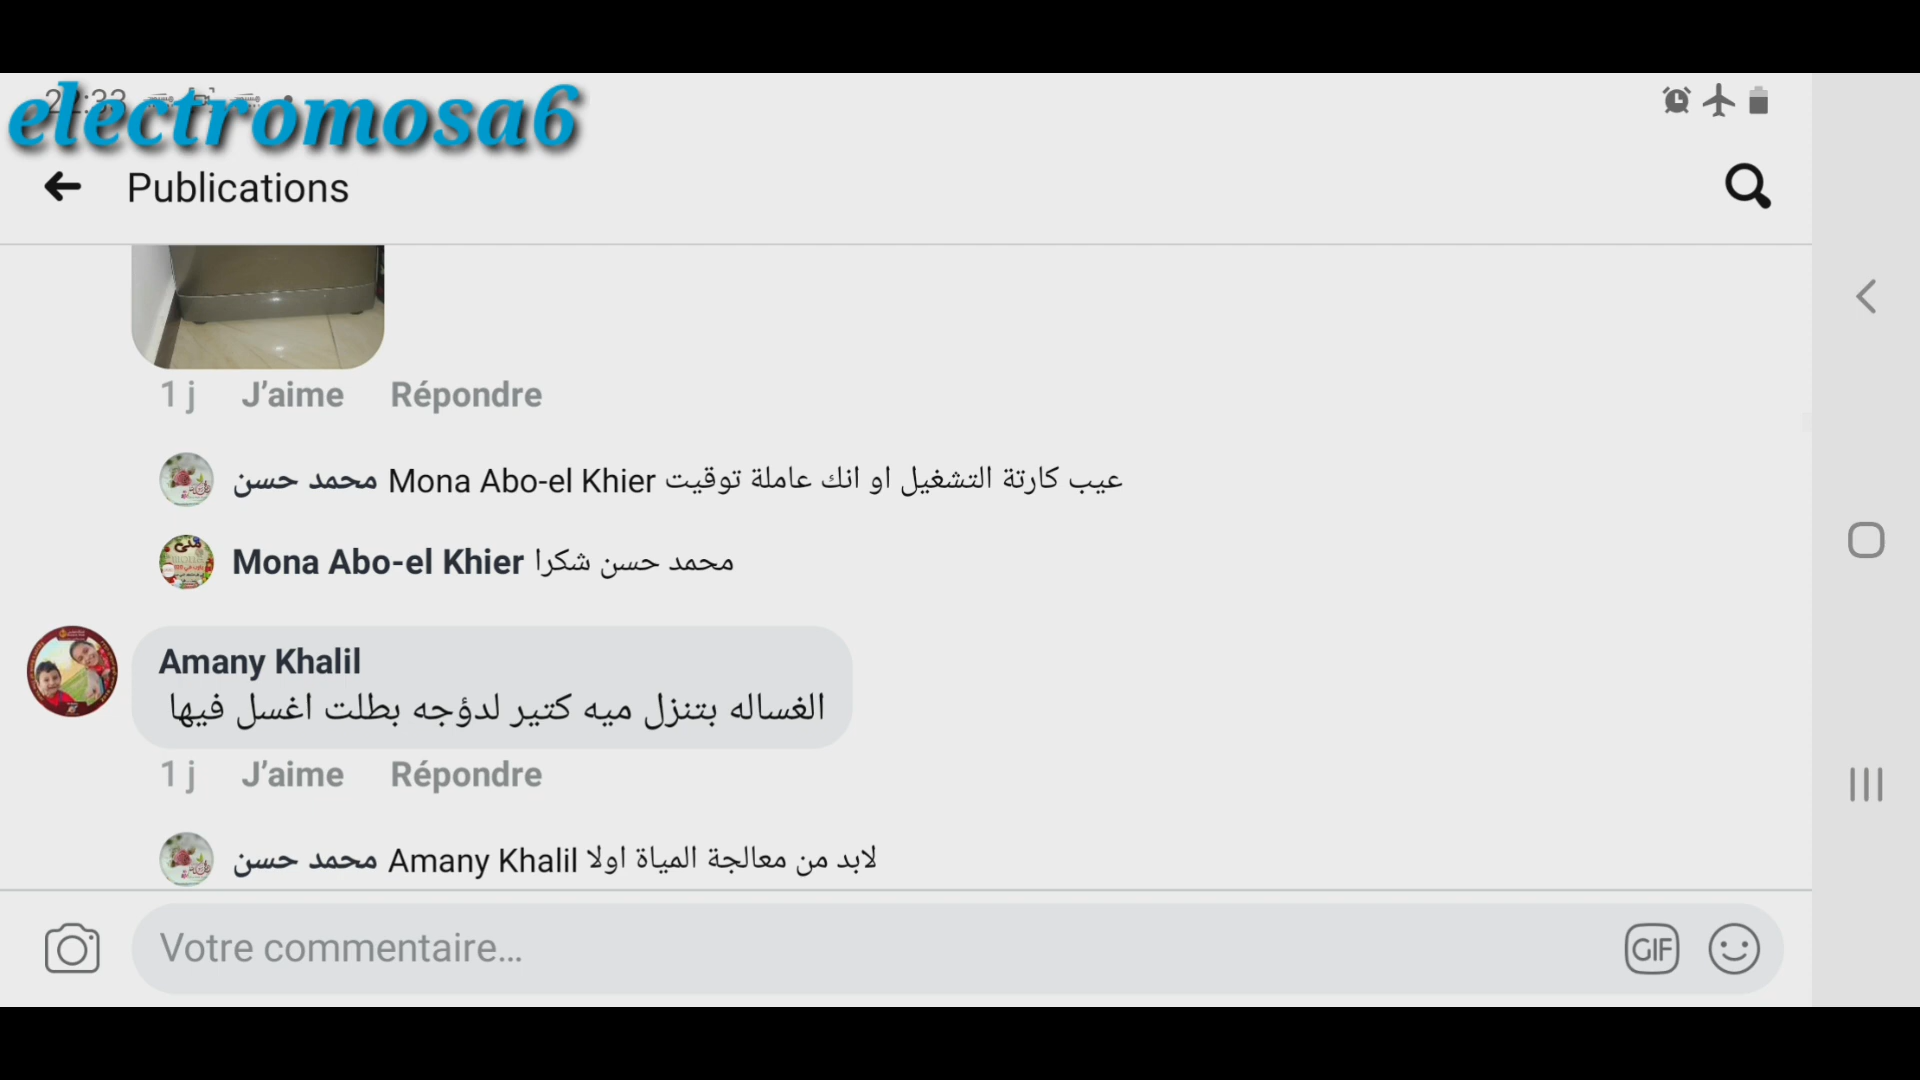 electromosa6
Publications
1 j J’aime Répondre
محمد حسن Mona Abo-el Khier عيب كارتة التشغيل او انك عاملة توقيت
Mona Abo-el Khier محمد حسن شكرا
Amany Khalil
الغساله بتنزل ميه كتير لدؤجه بطلت اغسل فيها
1 j J’aime Répondre
محمد حسن Amany Khalil لابد من معالجة المياة اولا
Votre commentaire...
GIF